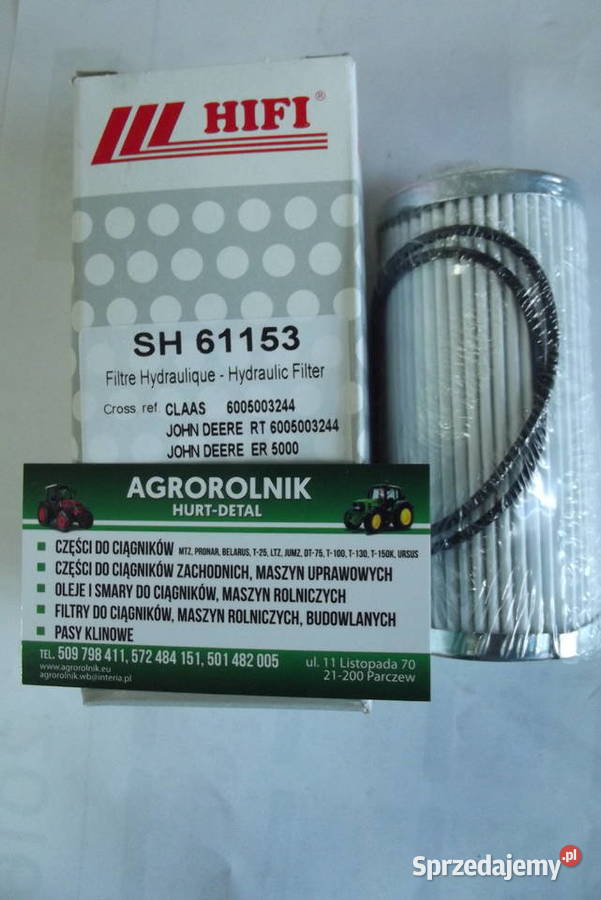 HIFI®
SH 61153
Filtre Hydraulique - Hydraulic Filter
Cross. ref. CLAAS 6005003244
JOHN DEERE RT 6005003244
JOHN DEERE ER 5000
AGROROLNIK
HURT-DETAL
CZĘŚCI DO CIĄGNIKÓW MTZ, PRONAR, BELARUS, T-25, LTZ, JUMZ, DT-75, T-100, T-130, T-150K, URSUS
CZĘŚCI DO CIĄGNIKÓW ZACHODNICH, MASZYN UPRAWOWYCH
OLEJE I SMARY DO CIĄGNIKÓW, MASZYN ROLNICZYCH
FILTRY DO CIĄGNIKÓW, MASZYN ROLNICZYCH, BUDOWLANYCH
PASY KLINOWE
TEL. 509 798 411, 572 484 151, 501 482 005
www.agrorolnik.eu
agrorolnik.wb@interia.pl
ul. 11 Listopada 70
21-200 Parczew
Sprzedajemy.pl